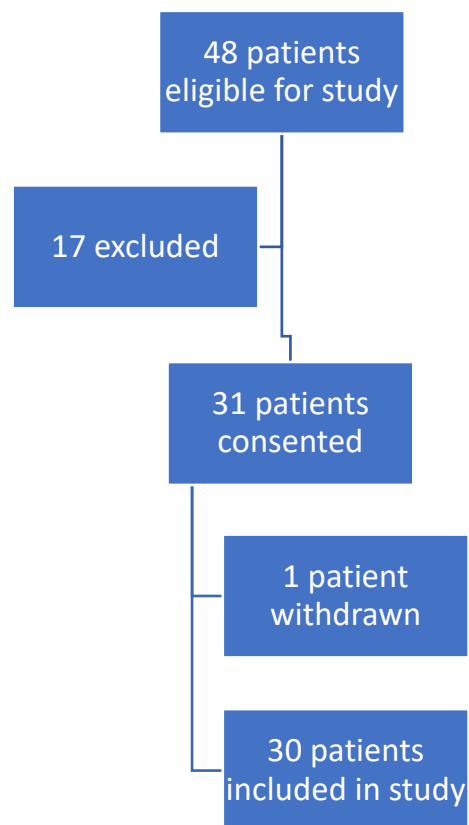 48 patients
eligible for study
17 excluded
31 patients
consented
1 patient
withdrawn
30 patients
included in study